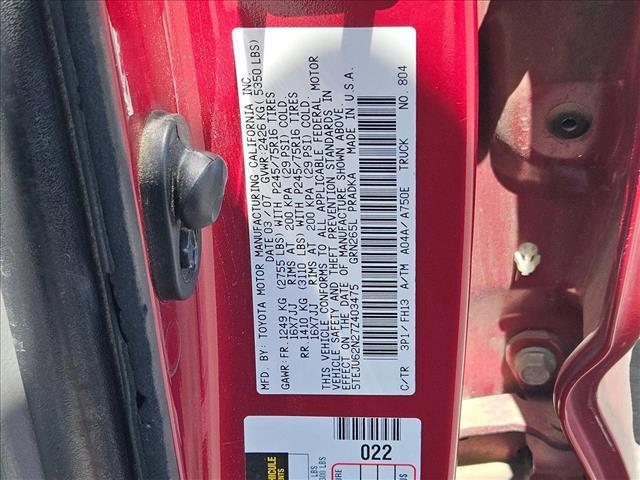 MFD. BY: TOYOTA MOTOR MANUFACTURING CALIFORNIA, INC.
DATE 03 / 07 GVWR 2426 KG( 5350 LBS)
GAWR: FR. 1249 KG (2755 LBS) WITH P245/75R16 TIRES
16X7JJ RIMS AT 200 KPA (29 PSI) COLD.
RR. 1410 KG (3110 LBS) WITH P245/75R16 TIRES
16X7JJ RIMS AT 200 KPA (29 PSI) COLD.
THIS VEHICLE CONFORMS TO ALL APPLICABLE FEDERAL MOTOR
VEHICLE SAFETY AND THEFT PREVENTION STANDARDS IN
EFFECT ON THE DATE OF MANUFACTURE SHOWN ABOVE.
5TEJU62N27Z403475 GRN265L PRADKA MADE IN U.S.A.
C/TR 3P1/FH13 A/TM A04A/ A750E TRUCK NO. 804
022
LBS